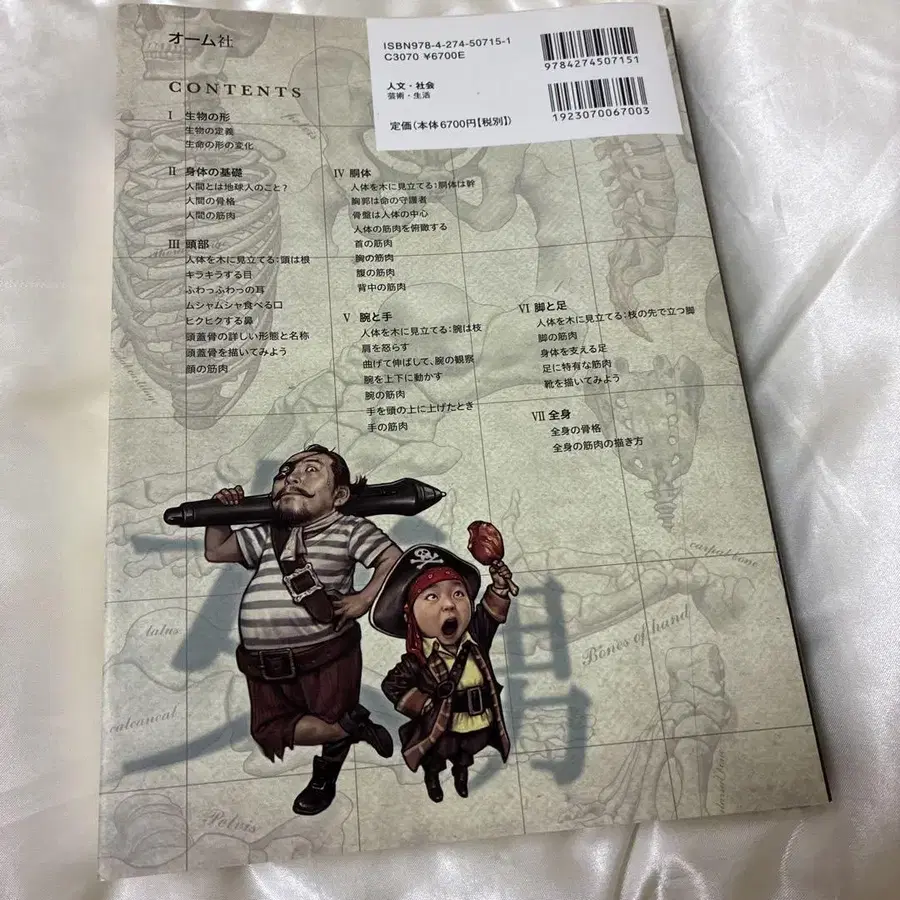 オーム社
ISBN978-4-274-50715-1
C3070 ¥6700E
9784274507151
人文・社会
芸術・生活
1923070067003
定価(本体6700円【税別】)
CONTENTS
I 生物の形
生物の定義
生命の形の変化
II 身体の基礎
人間とは地球人のこと?
人間の骨格
人間の筋肉
III 頭部
人体を木に見立てる:頭は根
キラキラする目
ふわっふわっの耳
ムシャムシャ食べる口
ヒクヒクする鼻
頭蓋骨の詳しい形態と名称
頭蓋骨を描いてみよう
頭の筋肉
IV 胴体
人体を木に見立てる:胴体は幹
胸郭は命の守護者
骨盤は人体の中心
人体の筋肉を俯瞰する
首の筋肉
胸の筋肉
腹の筋肉
背中の筋肉
V 腕と手
人体を木に見立てる:腕は枝
肩を怒らす
曲げて伸ばして、腕の観察
腕を上下に動かす
腕の筋肉
手を頭の上に上げたとき
手の筋肉
VI 脚と足
人体を木に見立てる:枝の先で立つ脚
脚の筋肉
身体を支える足
足に特有な筋肉
靴を描いてみよう
VII 全身
全身の骨格
全身の筋肉の描き方
carpal bone
Bones of hand
talus
calcaneal
Pelvis